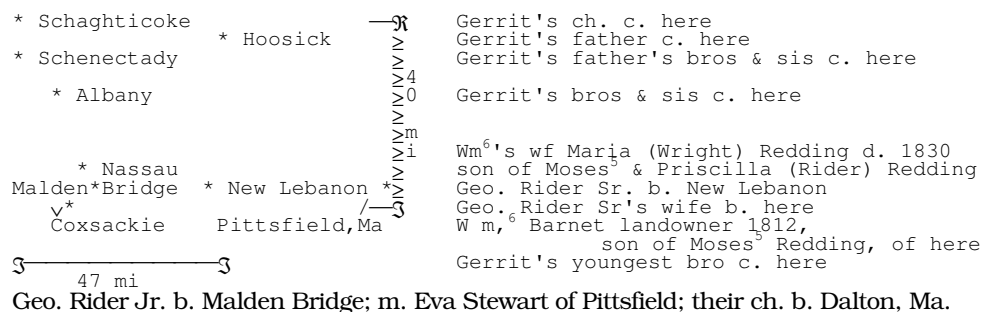 * Schaghticoke ―ℜ Gerrit's ch. c. here
* Hoosick ≥ Gerrit's father c. here
* Schenectady ≥ Gerrit's father's bros & sis c. here
≥4
* Albany ≥0 Gerrit's bros & sis c. here
≥
≥m
≥i Wm⁶'s wf Maria (Wright) Redding d. 1830
* Nassau ≥ son of Moses⁵ & Priscilla (Rider) Redding
Malden*Bridge * New Lebanon *≥ Geo. Rider Sr. b. New Lebanon
√* /―ℑ Geo. Rider Sr's wife b. here
Coxsackie Pittsfield,Ma W m,⁶ Barnet landowner 1812,
son of Moses⁵ Redding, of here
ℑ――――――――ℑ Gerrit's youngest bro c. here
47 mi
Geo. Rider Jr. b. Malden Bridge; m. Eva Stewart of Pittsfield; their ch. b. Dalton, Ma.